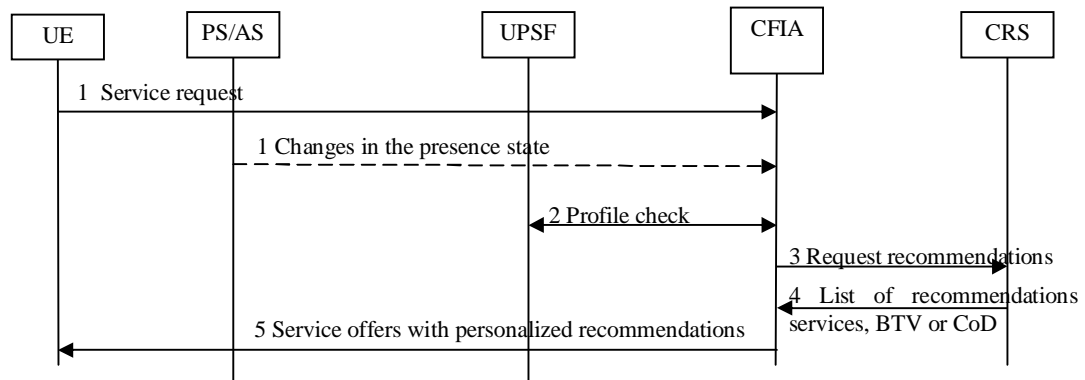 UE
PS/AS
UPSF
CFIA
CRS
1 Service request
1 Changes in the presence state
2 Profile check
3 Request recommendations
4 List of recommendations
services, BTV or CoD
5 Service offers with personalized recommendations